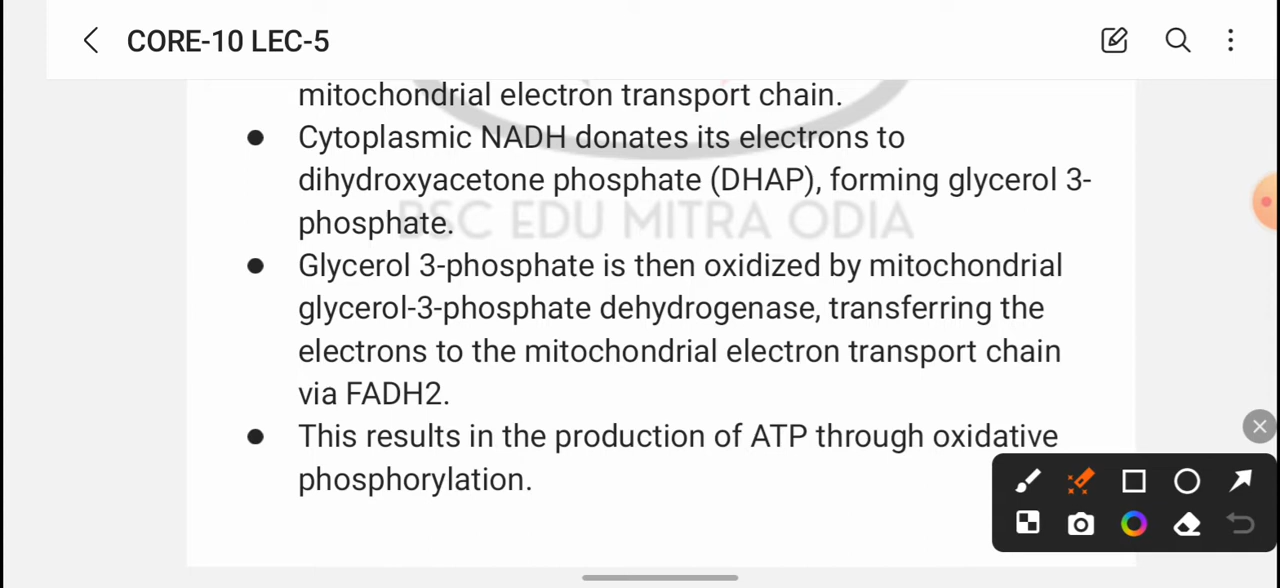 CORE-10 LEC-5
mitochondrial electron transport chain.
● Cytoplasmic NADH donates its electrons to
dihydroxyacetone phosphate (DHAP), forming glycerol 3-
phosphate.
BSC EDU MITRA ODIA
● Glycerol 3-phosphate is then oxidized by mitochondrial
glycerol-3-phosphate dehydrogenase, transferring the
electrons to the mitochondrial electron transport chain
via FADH2.
● This results in the production of ATP through oxidative
phosphorylation.